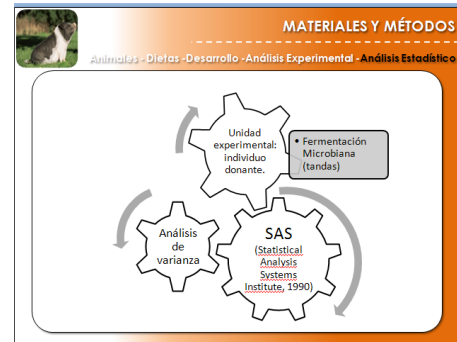 MATERIALES Y MÉTODOS
Animales - Dietas -Desarrollo -Análisis Experimental -Análisis Estadístico
Unidad
experimental:
individuo
donante.
• Fermentación
Microbiana
(tandas)
Análisis
de
varianza
SAS
(Statistical
Analysis
Systems
Institute, 1990)